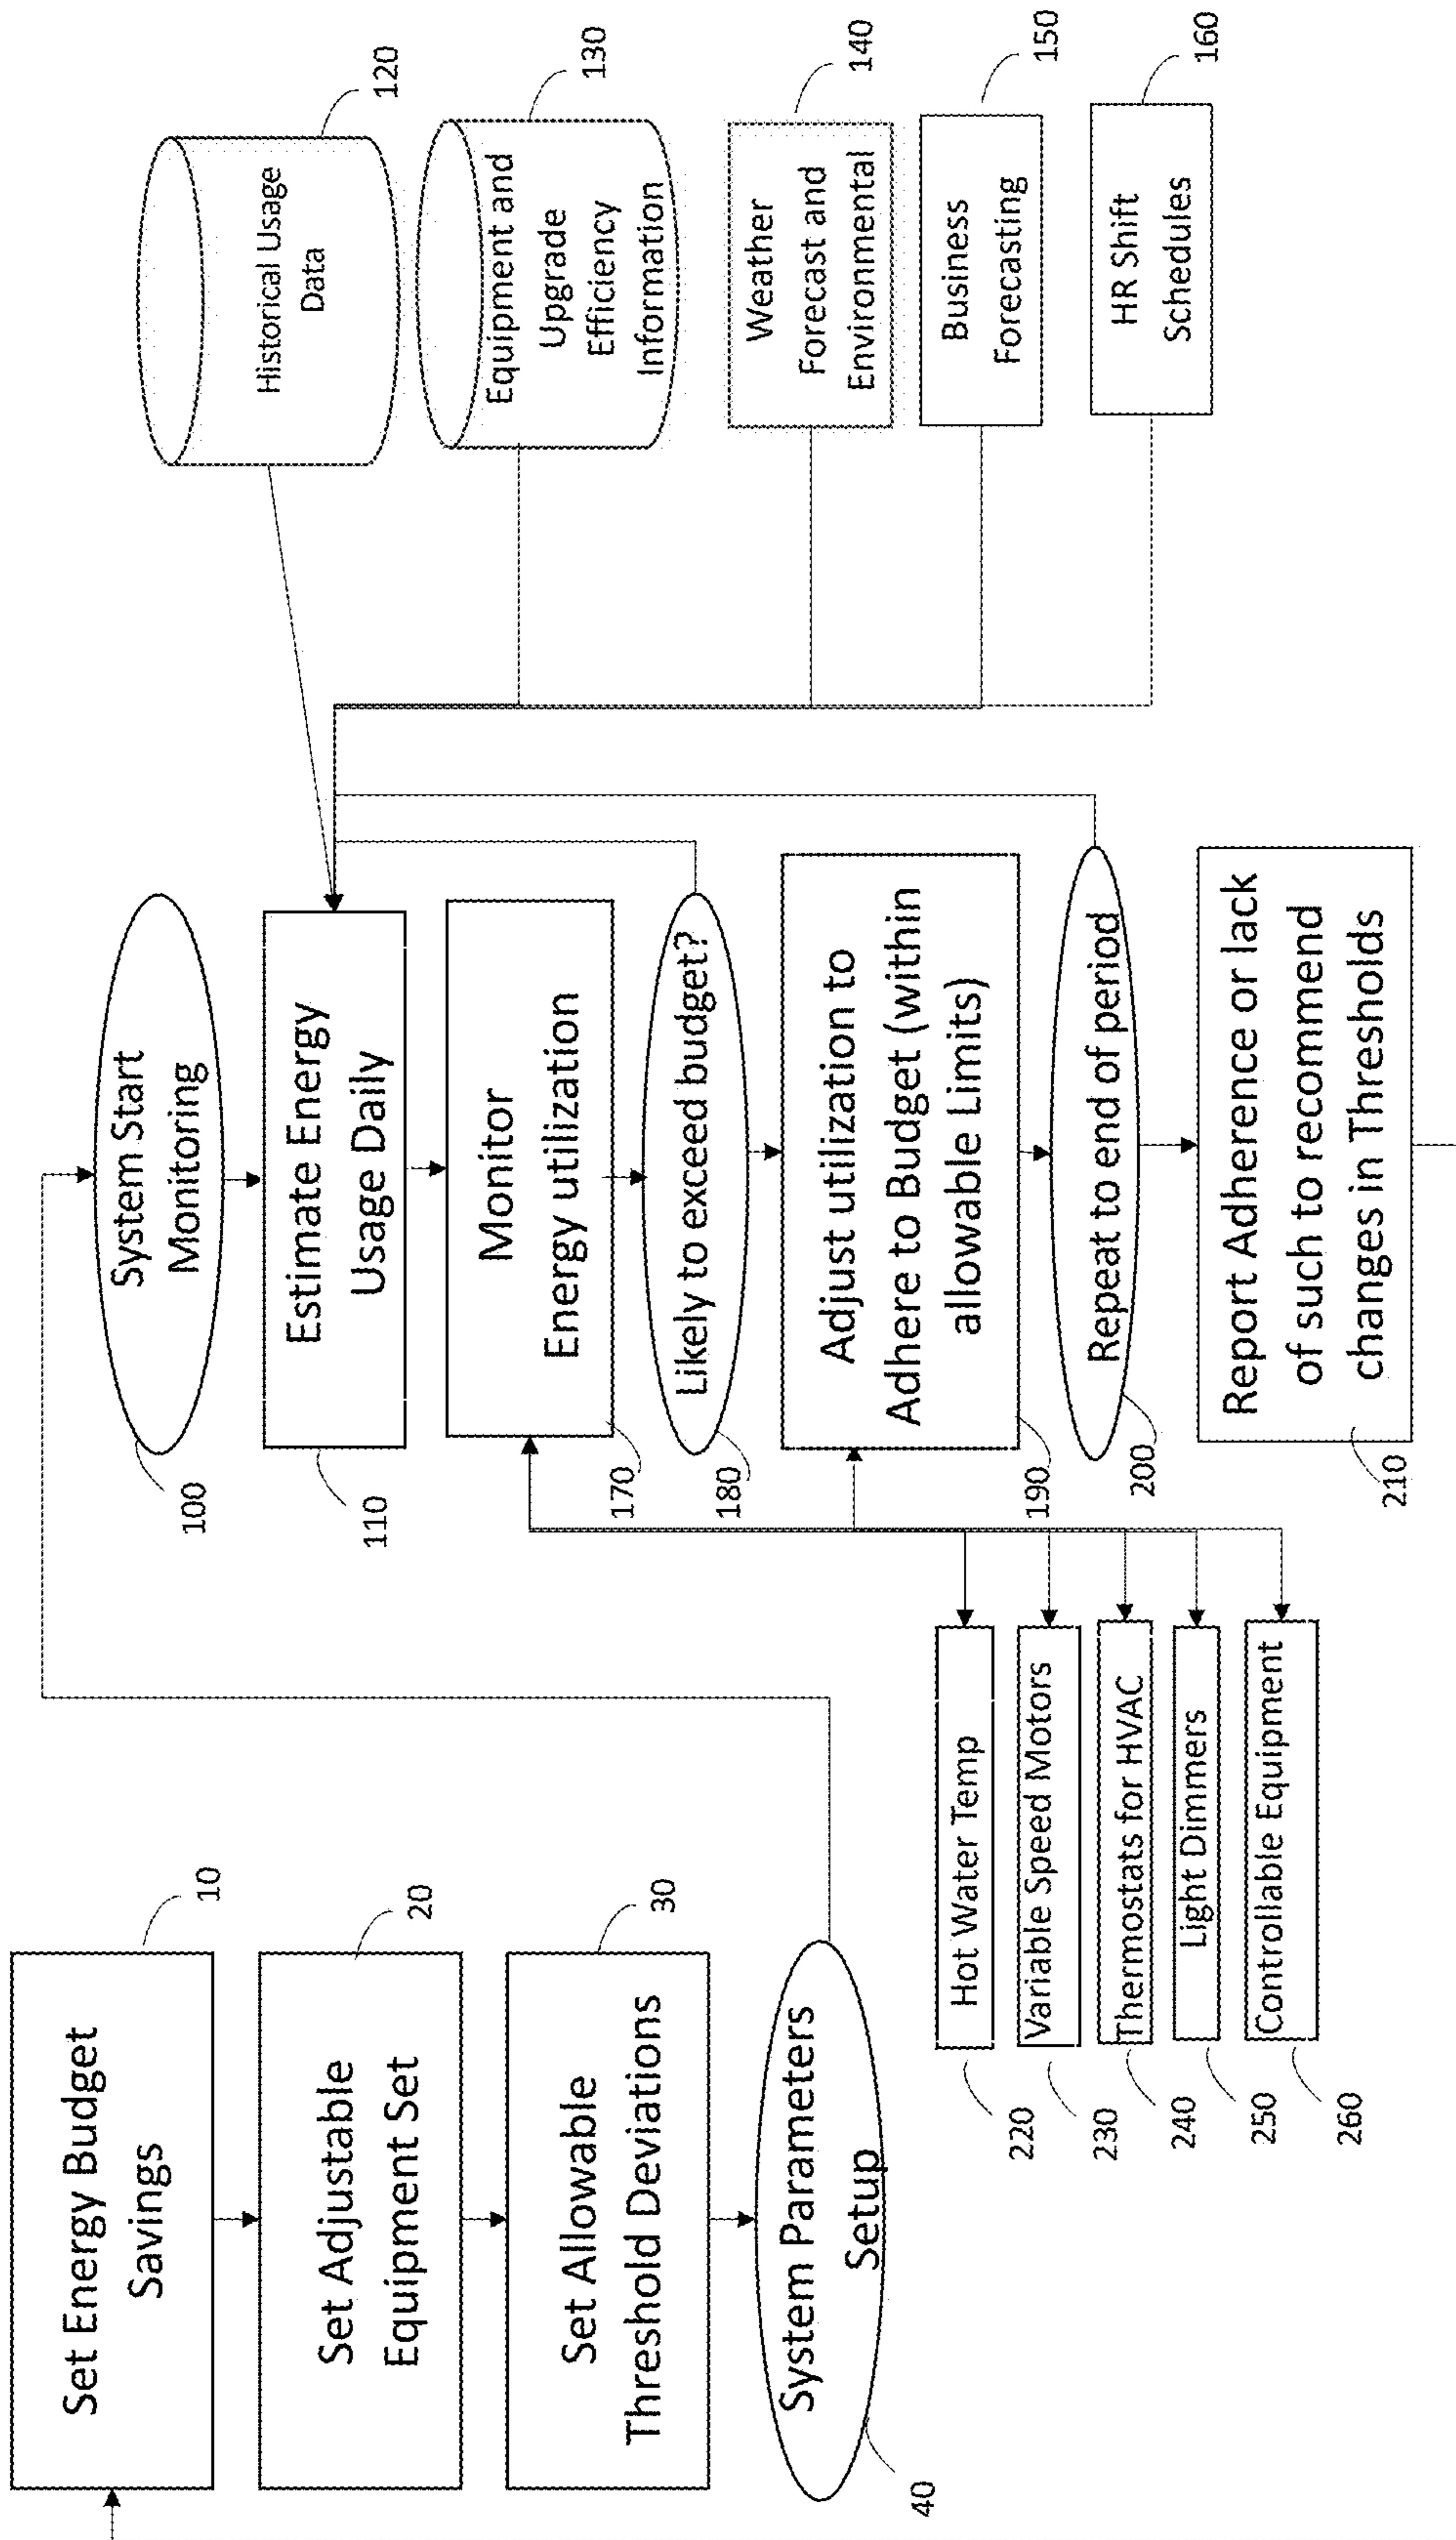 Set Energy Budget
Savings
10
Set Adjustable
Equipment Set
20
Set Allowable
Threshold Deviations
30
System Parameters
Setup
40
Hot Water Temp
220
Variable Speed Motors
230
Thermostats for HVAC
240
Light Dimmers
250
Controllable Equipment
260
System Start
Monitoring
100
Estimate Energy
Usage Daily
110
Monitor
Energy utilization
170
Likely to exceed budget?
180
Adjust utilization to
Adhere to Budget (within
allowable Limits)
190
Repeat to end of period
200
Report Adherence or lack
of such to recommend
changes in Thresholds
210
Historical Usage
Data
120
Equipment and
Upgrade
Efficiency
Information
130
Weather
Forecast and
Environmental
140
Business
Forecasting
150
HR Shift
Schedules
160